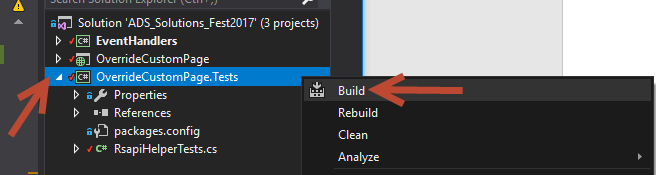 Search Solution Explorer (Ctrl+;)
Solution 'ADS_Solutions_Fest2017' (3 projects)
C# EventHandlers
OverrideCustomPage
C# OverrideCustomPage.Tests
Build
Properties
Rebuild
References
Clean
packages.config
Analyze
C# RsapiHelperTests.cs